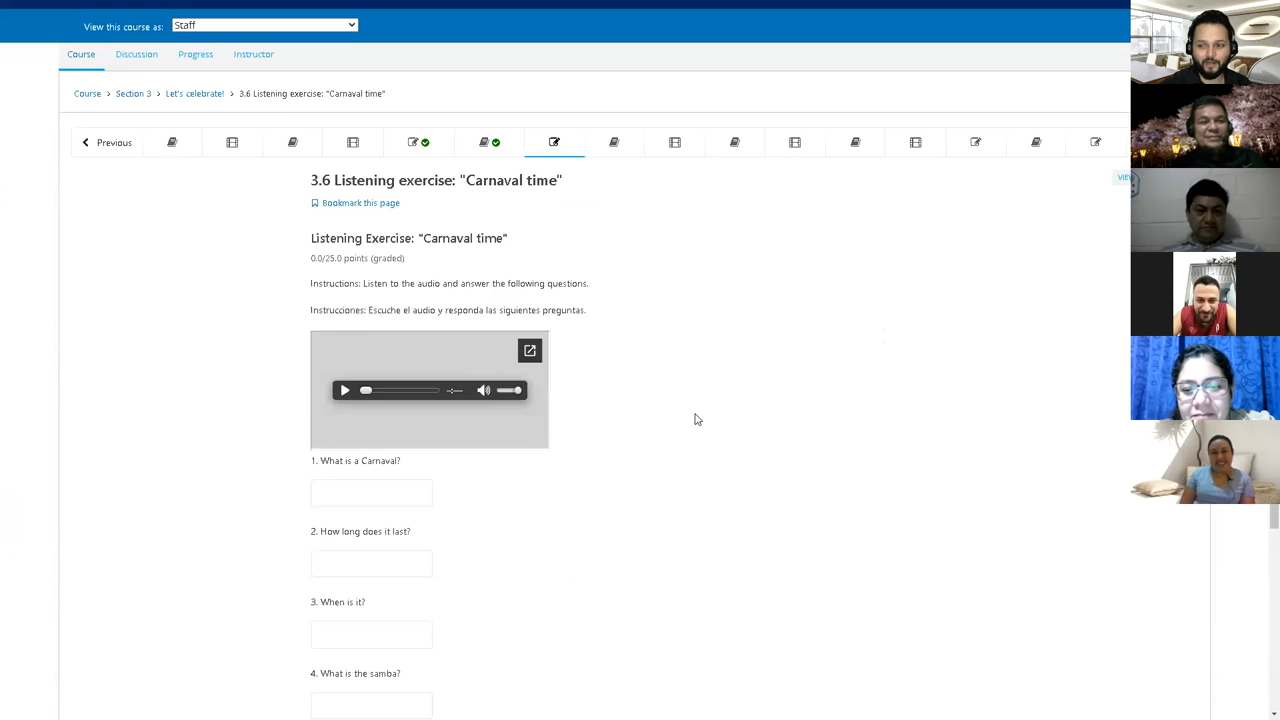 View this course as: Staff
Course Discussion Progress Instructor
Course > Section 3 > Let's celebrate! > 3.6 Listening exercise: "Carnaval time"
Previous
3.6 Listening exercise: "Carnaval time"
VIEW
Bookmark this page
Listening Exercise: "Carnaval time"
0.0/25.0 points (graded)
Instructions: Listen to the audio and answer the following questions.
Instrucciones: Escuche el audio y responda las siguientes preguntas.
--:--
1. What is a Carnaval?
2. How long does it last?
3. When is it?
4. What is the samba?